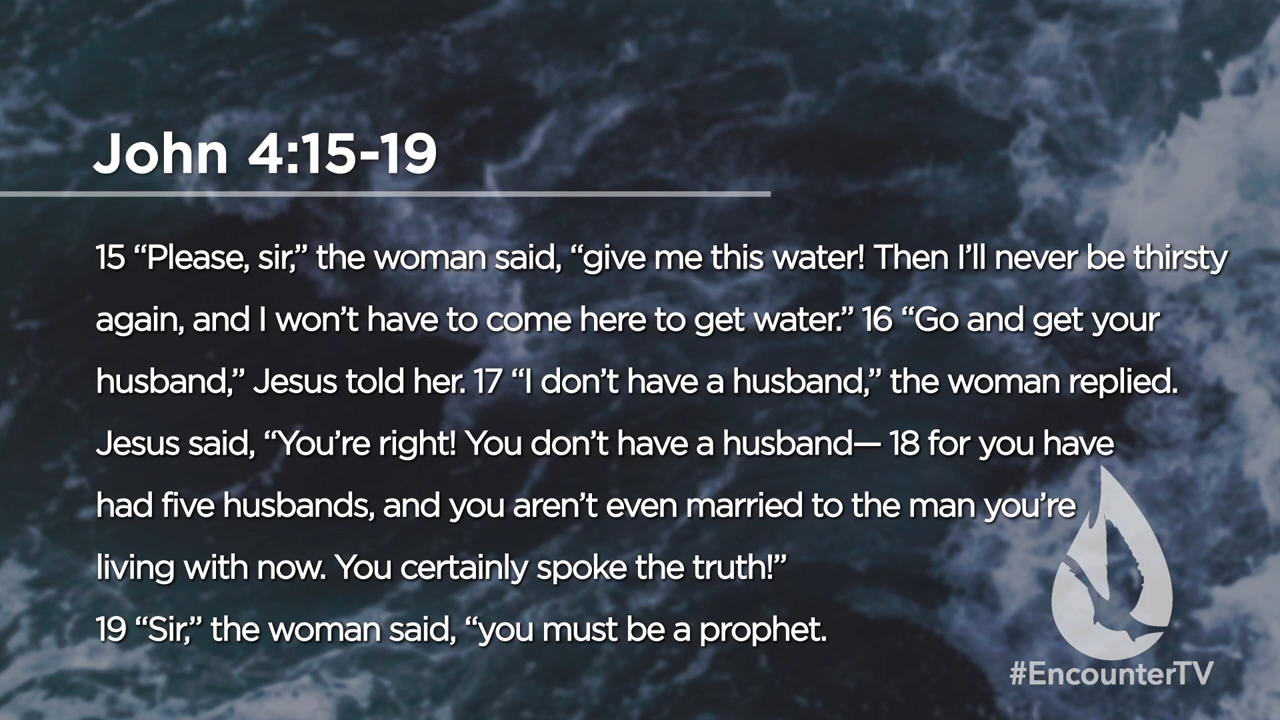 John 4:15-19
15 “Please, sir,” the woman said, “give me this water! Then I’ll never be thirsty
again, and I won’t have to come here to get water.” 16 “Go and get your
husband,” Jesus told her. 17 “I don’t have a husband,” the woman replied.
Jesus said, “You’re right! You don’t have a husband— 18 for you have
had five husbands, and you aren’t even married to the man you’re
living with now. You certainly spoke the truth!”
19 “Sir,” the woman said, “you must be a prophet.
#EncounterTV